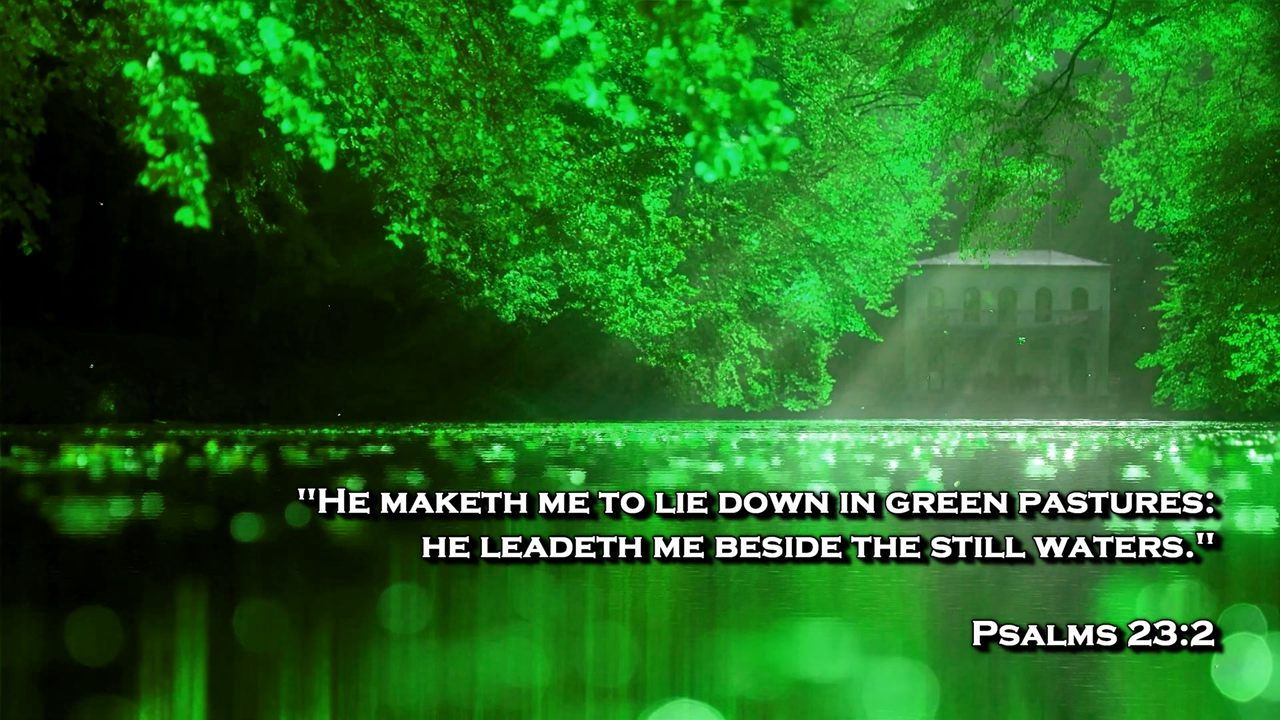 "He maketh me to lie down in green pastures:
he leadeth me beside the still waters."
Psalms 23:2